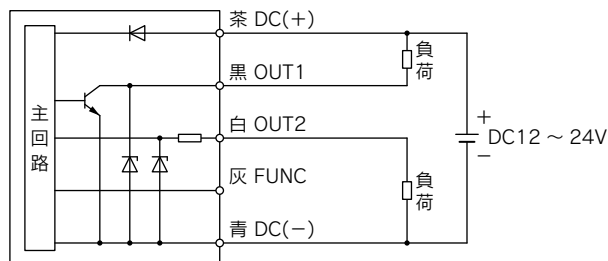 茶 DC(+)
負荷
黒 OUT1
主回路
白 OUT2
+
−
DC12 ~ 24V
灰 FUNC
負荷
青 DC(−)